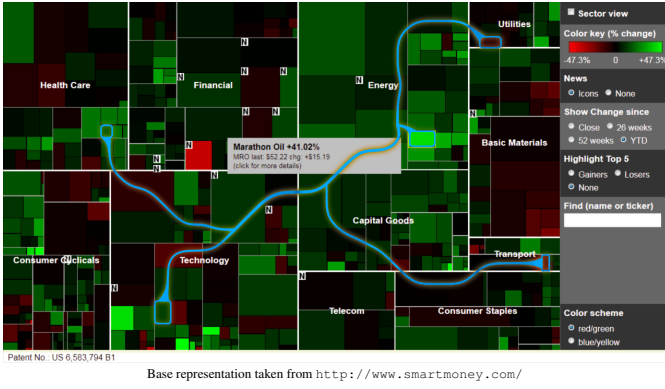 Sector view
Color key (% change)
-47.3% 0 +47.3%
News
Icons None
Show Change since
Close 26 weeks
52 weeks YTD
Highlight Top 5
Gainers Losers
None
Find (name or ticker)
Color scheme
red/green
blue/yellow
Utilities
Health Care
Financial
Energy
N
N
N
N
N
N
N
N
N
N
N
Basic Materials
Marathon Oil +41.02%
MRO last: $52.22 chg: +$15.19
(click for more details)
Capital Goods
Consumer Cyclicals
Technology
Transport
Telecom
Consumer Staples
Patent No.: US 6,583,794 B1
Base representation taken from http://www.smartmoney.com/